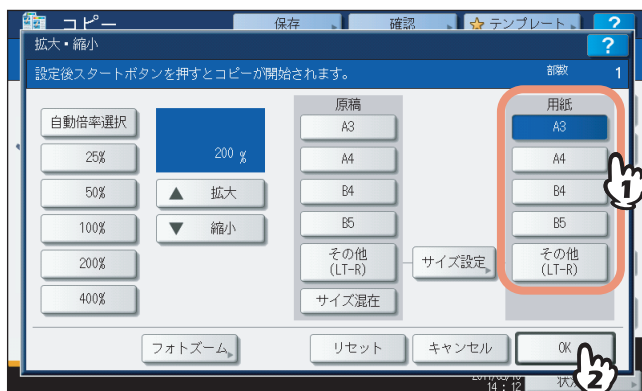 コピー 保存 確認 テンプレート ?
拡大・縮小 ?
設定後スタートボタンを押すとコピーが開始されます。 部数 1
原稿 用紙
自動倍率選択
25%
50%
100%
200%
400%
200 %
▲ 拡大
▼ 縮小
A3
A4
B4
B5
その他
(LT-R)
サイズ混在
サイズ設定
A3
A4
B4
B5
その他
(LT-R)
1
フォトズーム リセット キャンセル OK
2
14:12